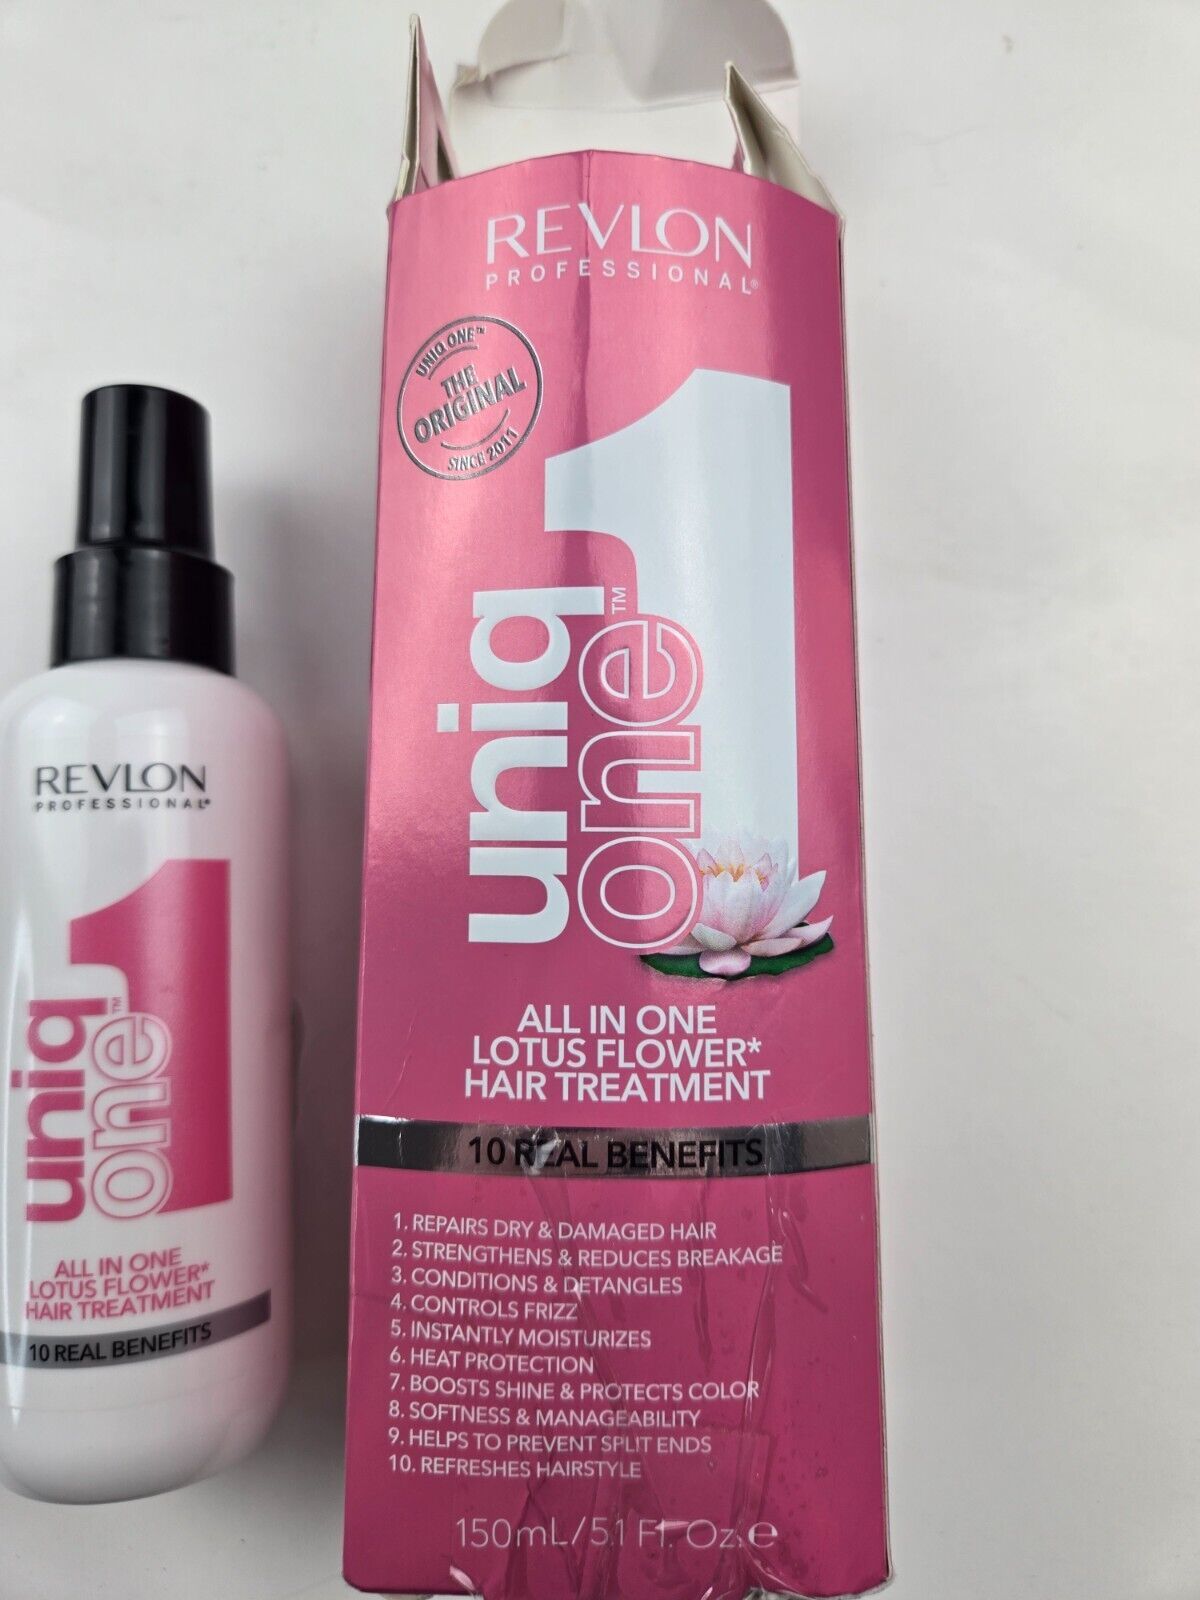 REVLON
PROFESSIONAL®
UNIQ ONE™
THE
ORIGINAL
SINCE 2011
1
uniq
one™
ALL IN ONE
LOTUS FLOWER*
HAIR TREATMENT
10 REAL BENEFITS
1. REPAIRS DRY & DAMAGED HAIR
2. STRENGTHENS & REDUCES BREAKAGE
3. CONDITIONS & DETANGLES
4. CONTROLS FRIZZ
5. INSTANTLY MOISTURIZES
6. HEAT PROTECTION
7. BOOSTS SHINE & PROTECTS COLOR
8. SOFTNESS & MANAGEABILITY
9. HELPS TO PREVENT SPLIT ENDS
10. REFRESHES HAIRSTYLE
150mL/5.1 Fl. Oz. ℮
REVLON
PROFESSIONAL®
1
uniq
one™
ALL IN ONE
LOTUS FLOWER*
HAIR TREATMENT
10 REAL BENEFITS